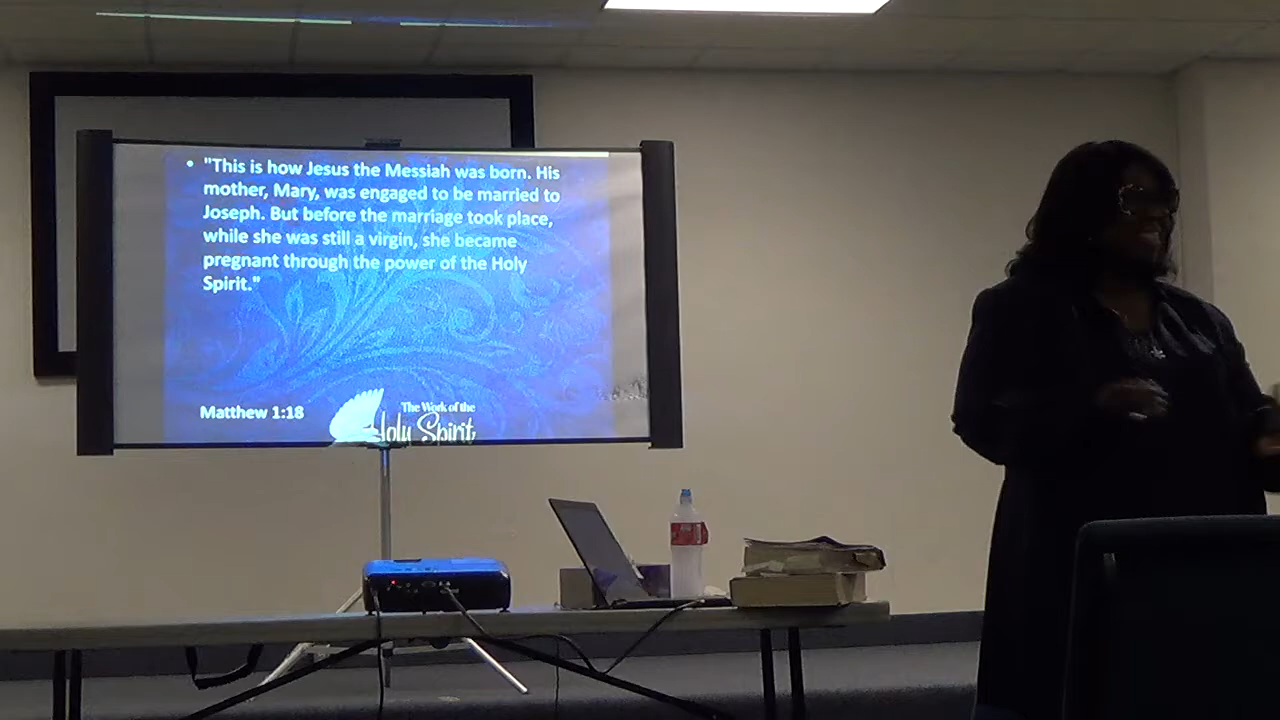 • "This is how Jesus the Messiah was born. His
mother, Mary, was engaged to be married to
Joseph. But before the marriage took place,
while she was still a virgin, she became
pregnant through the power of the Holy
Spirit."
Matthew 1:18
The Work of the
Holy Spirit